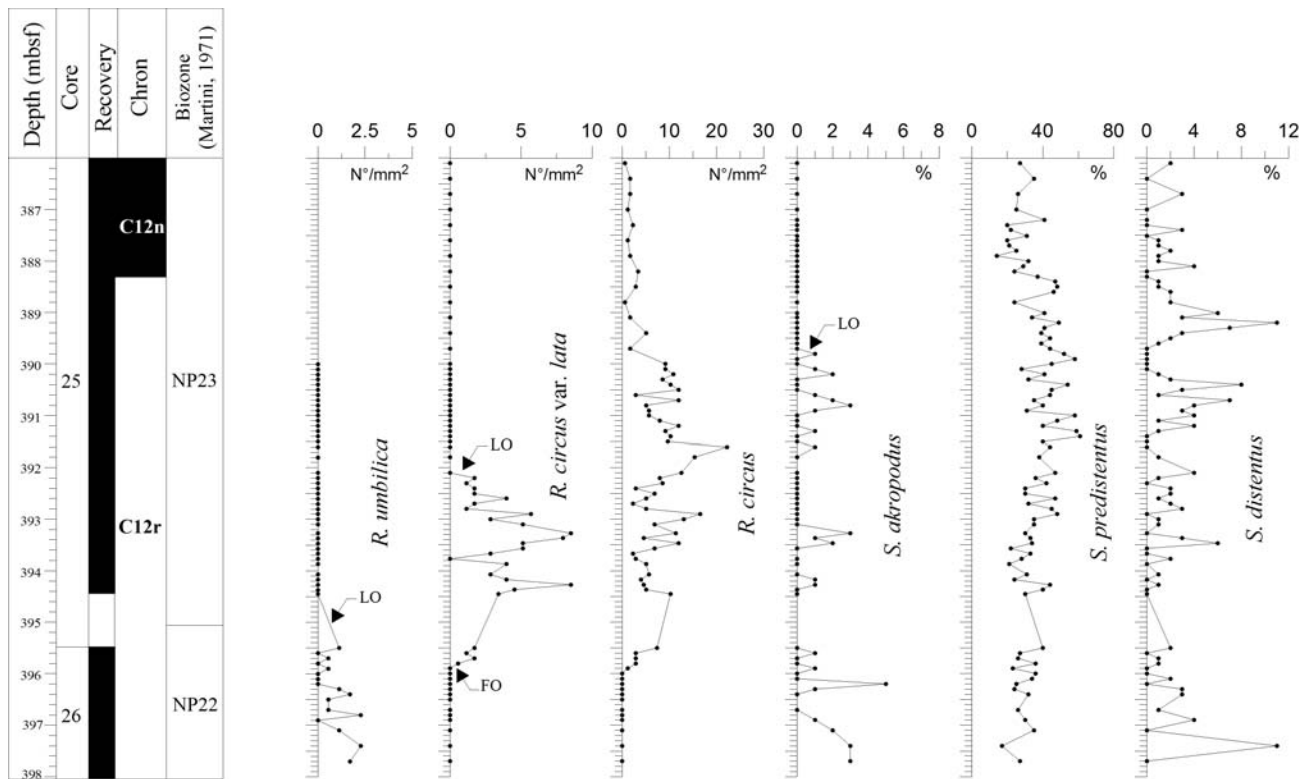 Depth (mbsf)
Core
Recovery
Chron
Biozone
(Martini, 1971)
0 2.5 5
0 5 10
0 10 20 30
0 2 4 6 8
0 40 80
0 4 8 12
N°/mm²
N°/mm²
N°/mm²
%
%
%
387
388
389
390
391
392
393
394
395
396
397
398
25
26
C12n
C12r
NP23
NP22
LO
R. umbilica
LO
FO
R. circus var. lata
R. circus
LO
S. akropodus
S. predistentus
S. distentus